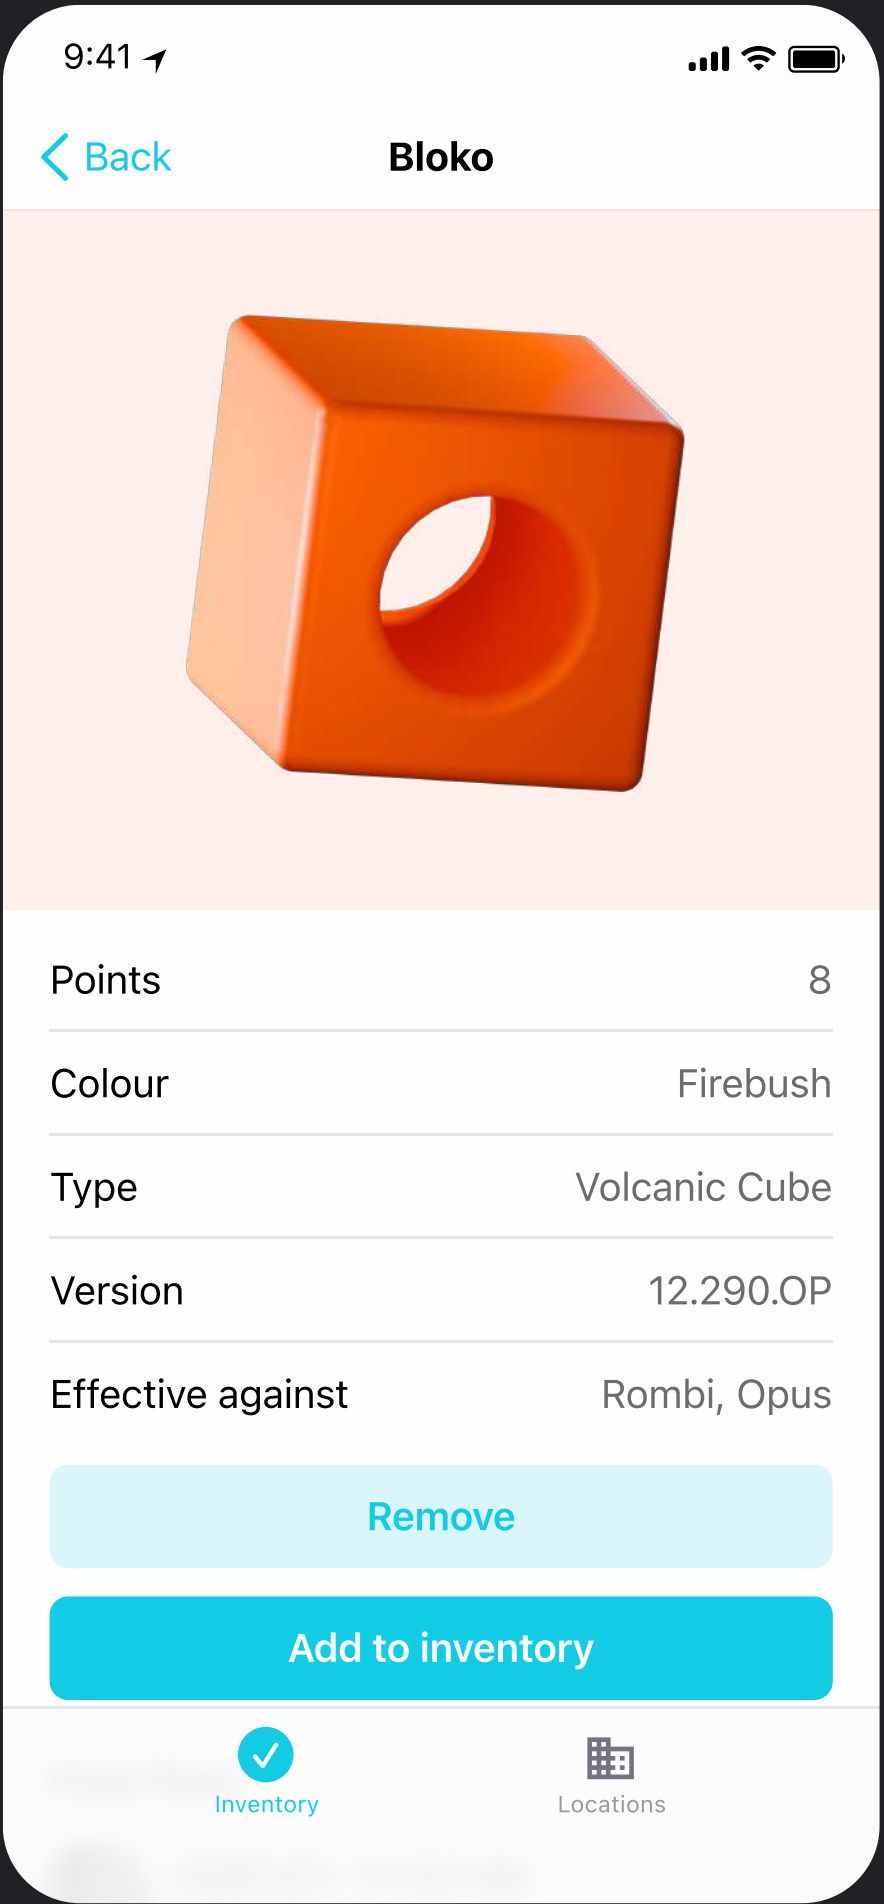 9:41
Back
Bloko
Points 8
Colour Firebush
Type Volcanic Cube
Version 12.290.OP
Effective against Rombi, Opus
Remove
Add to inventory
Inventory Locations